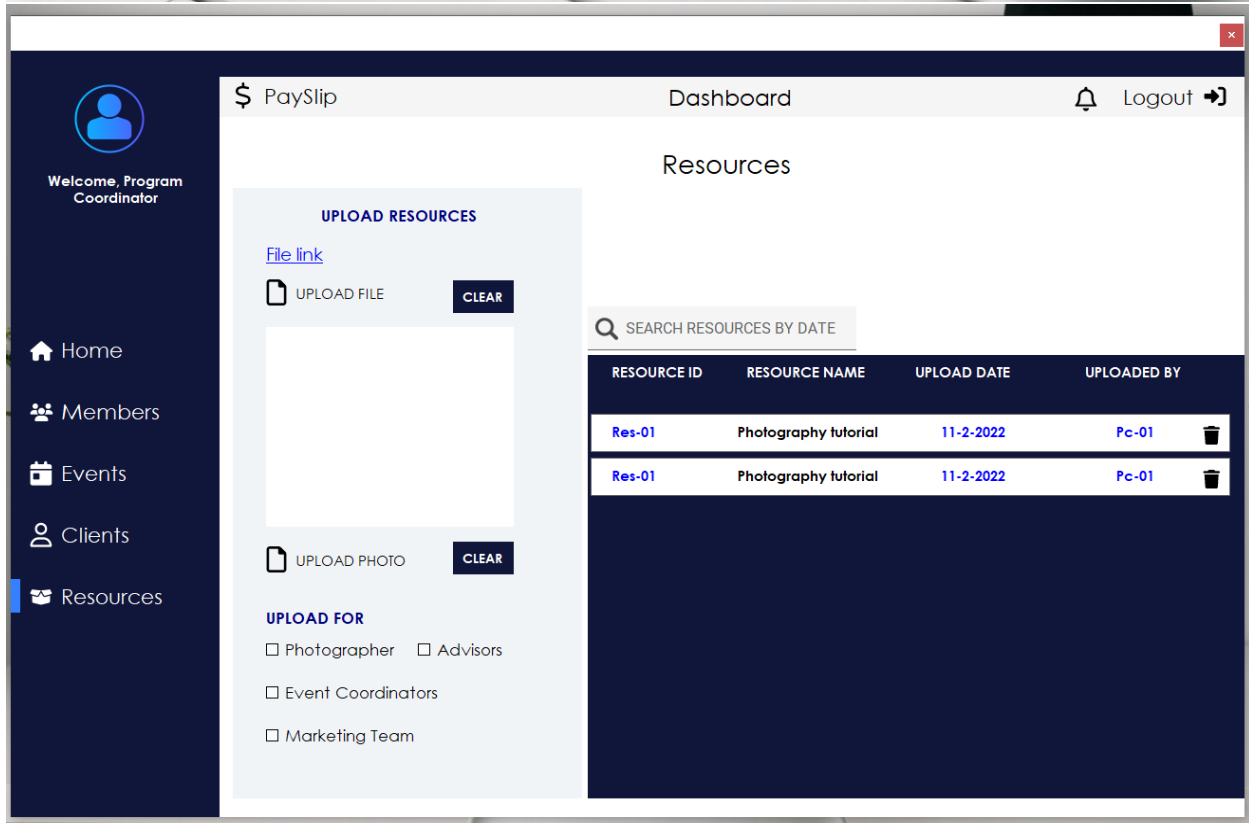 PaySlip
Dashboard
Logout
Welcome, Program
Coordinator
Home
Members
Events
Clients
Resources
Resources
UPLOAD RESOURCES
File link
UPLOAD FILE
CLEAR
UPLOAD PHOTO
CLEAR
UPLOAD FOR
Photographer
Advisors
Event Coordinators
Marketing Team
SEARCH RESOURCES BY DATE
RESOURCE ID RESOURCE NAME UPLOAD DATE UPLOADED BY
Res-01 Photography tutorial 11-2-2022 Pc-01
Res-01 Photography tutorial 11-2-2022 Pc-01